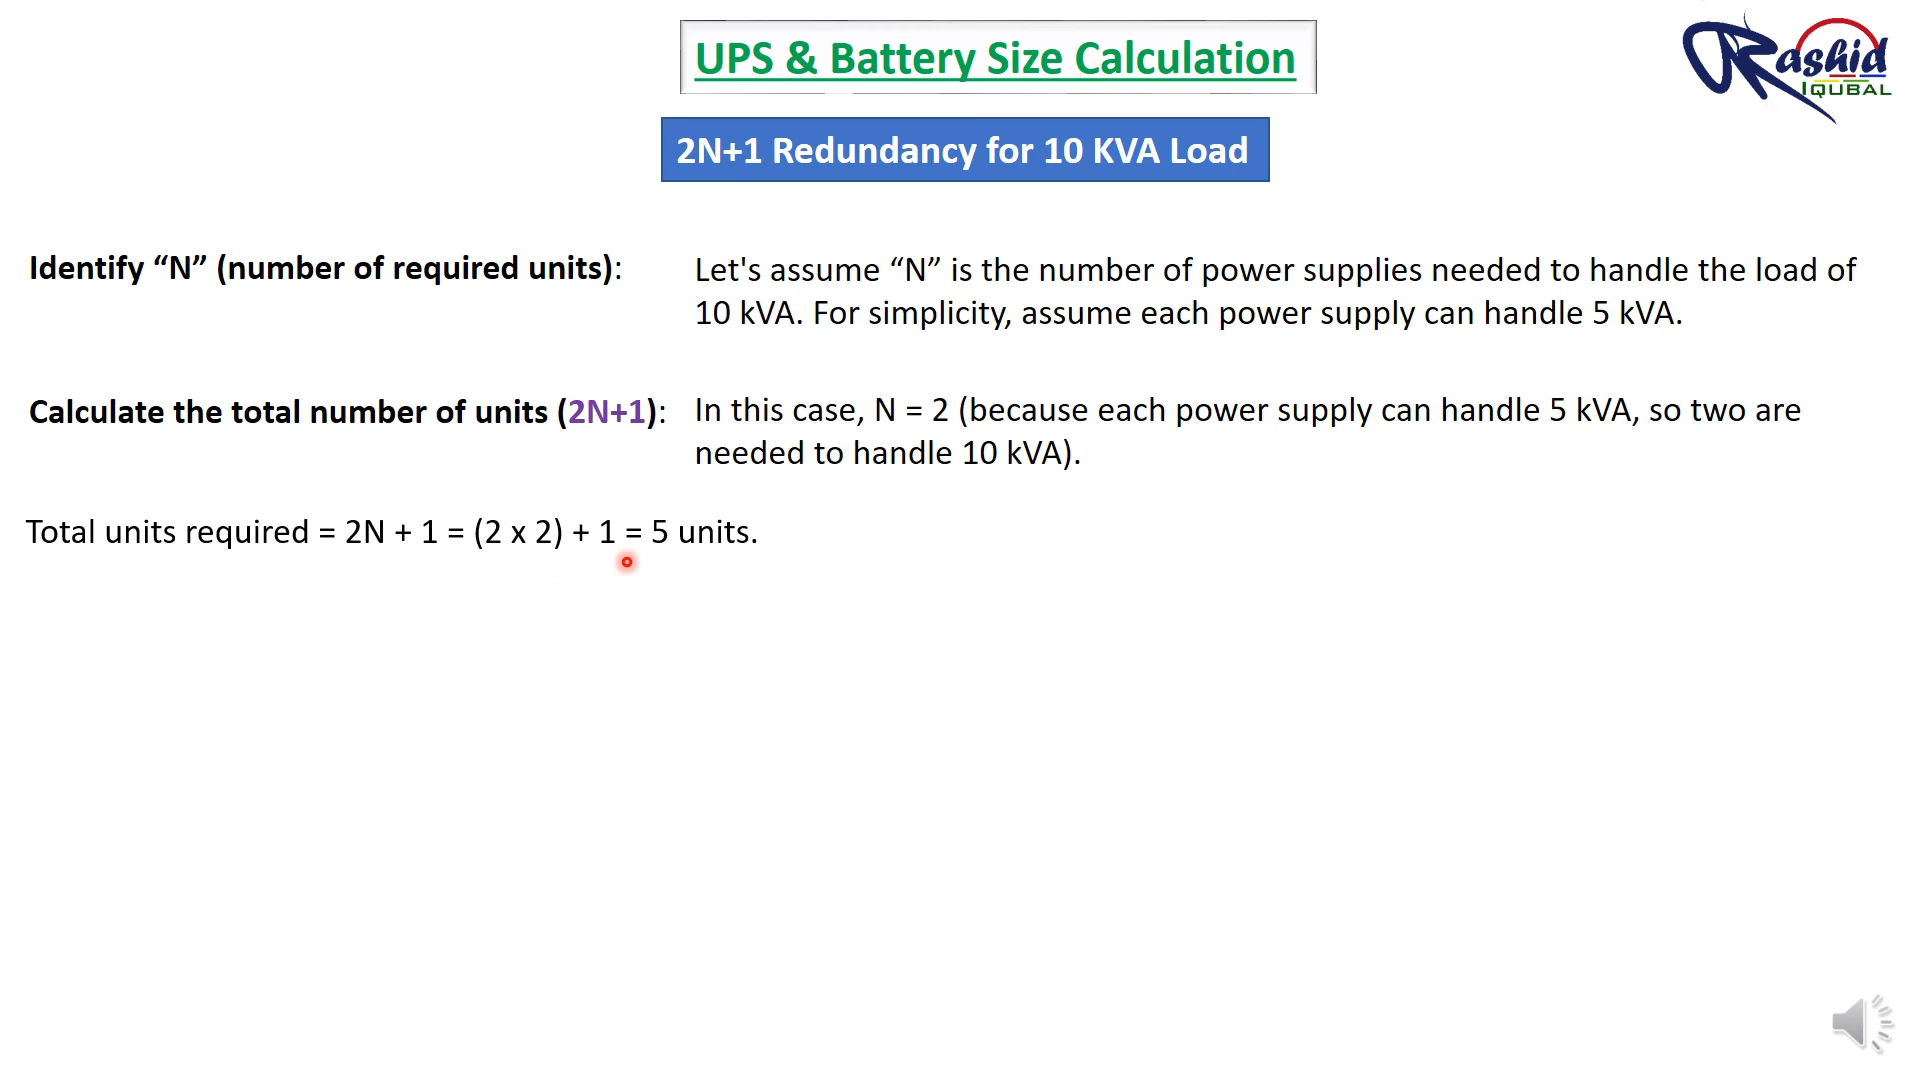 UPS & Battery Size Calculation
Rashid
IQUBAL
2N+1 Redundancy for 10 KVA Load
Identify “N” (number of required units):
Let's assume “N” is the number of power supplies needed to handle the load of
10 kVA. For simplicity, assume each power supply can handle 5 kVA.
Calculate the total number of units (2N+1):
In this case, N = 2 (because each power supply can handle 5 kVA, so two are
needed to handle 10 kVA).
Total units required = 2N + 1 = (2 x 2) + 1 = 5 units.